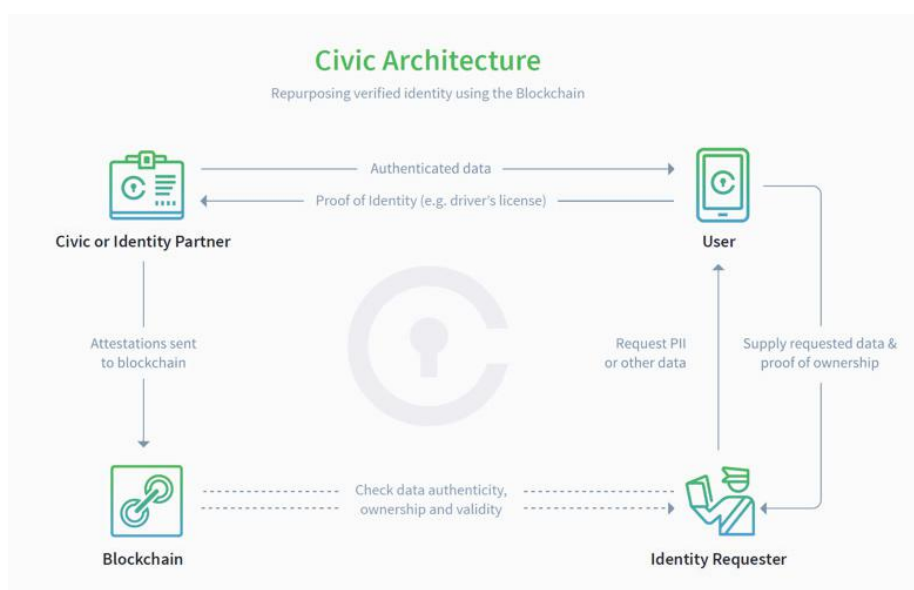 Civic Architecture
Repurposing verified identity using the Blockchain
Authenticated data
Proof of Identity (e.g. driver's license)
Civic or Identity Partner
User
Attestations sent
to blockchain
Request PII
or other data
Supply requested data &
proof of ownership
Check data authenticity,
ownership and validity
Blockchain
Identity Requester